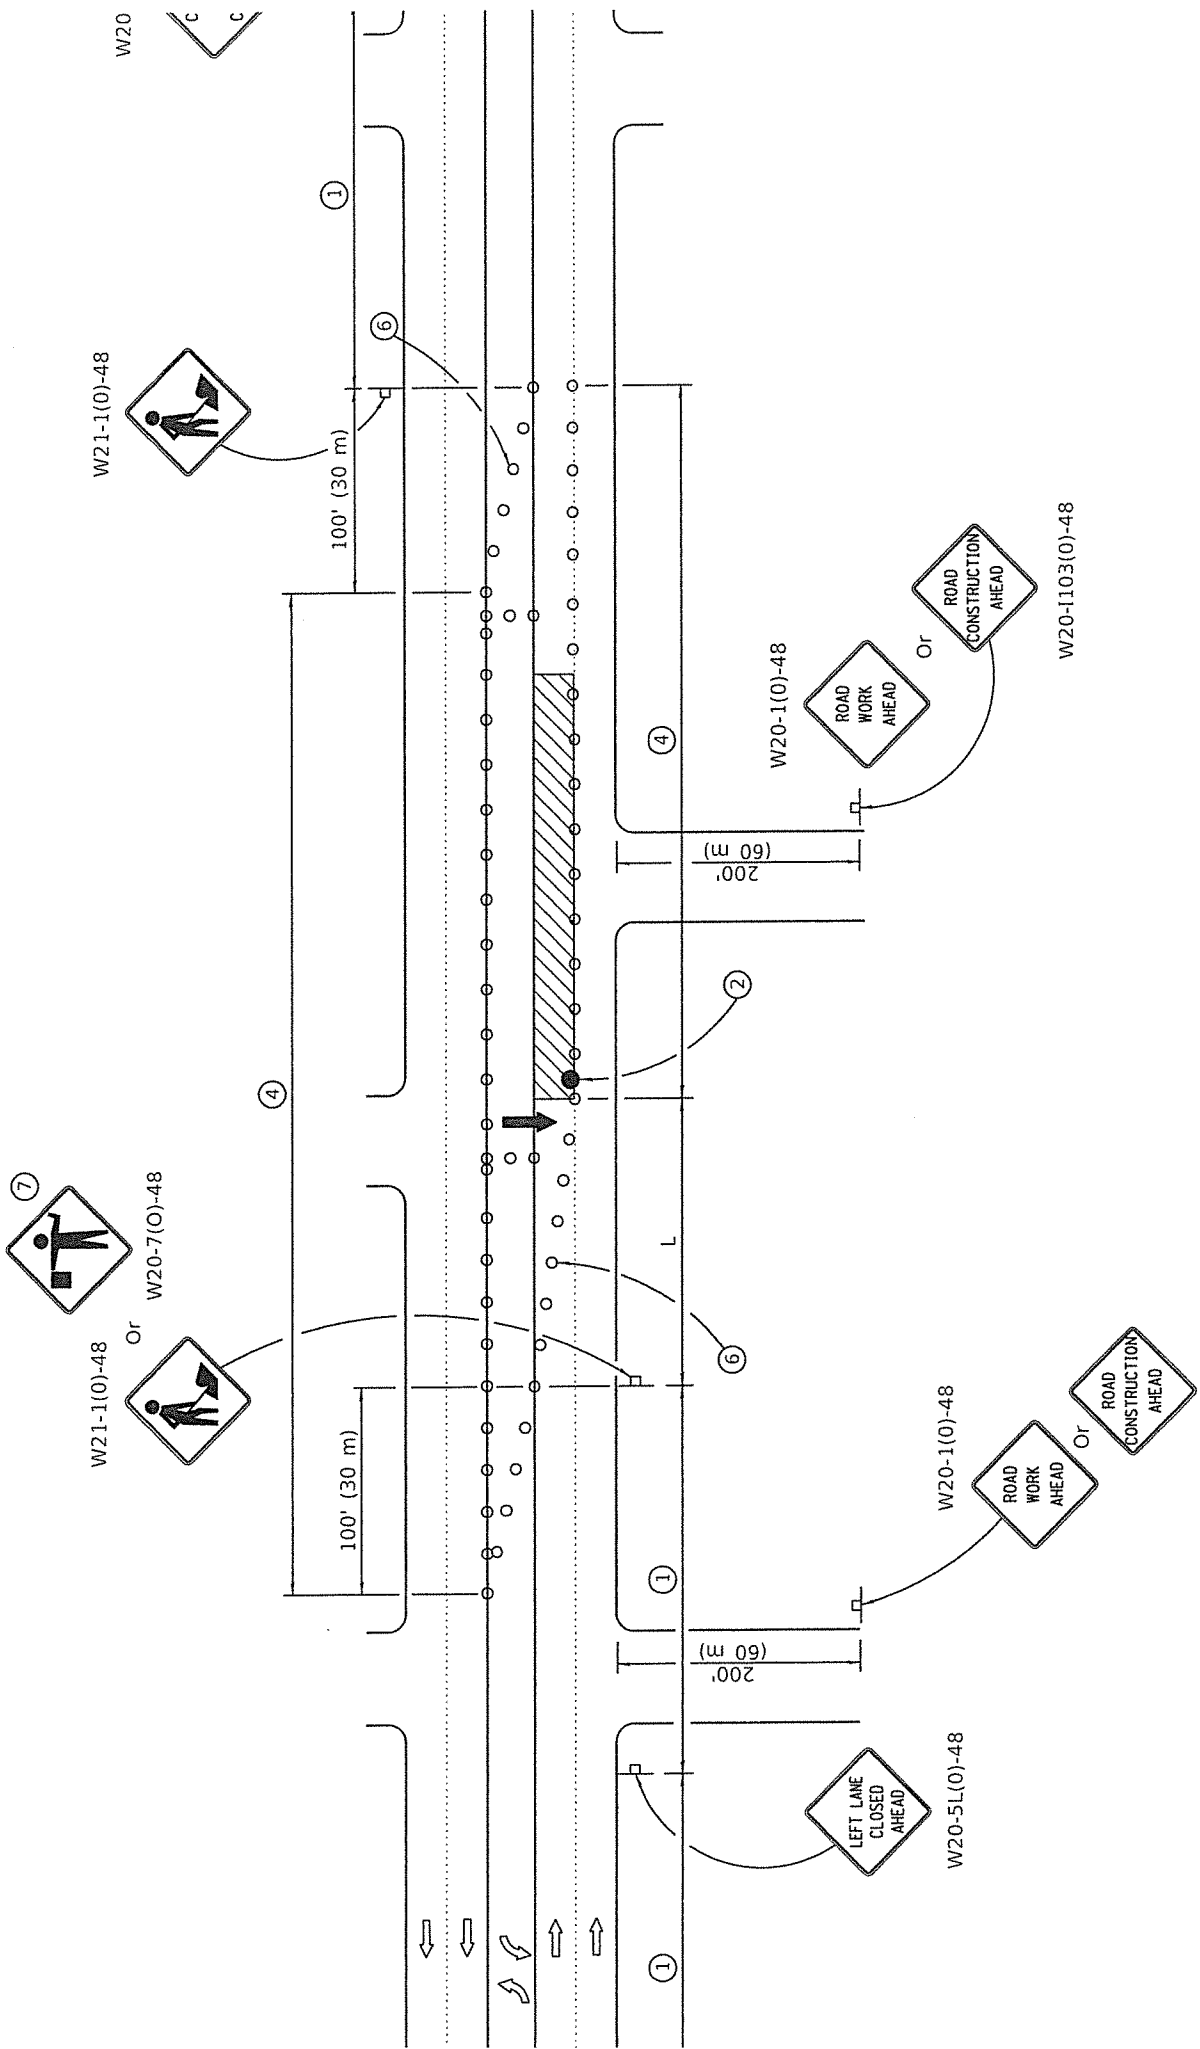 W20
C C
W21-1(O)-48
1
6
100' (30 m)
4
7
W20-7(O)-48
Or
W21-1(O)-48
100' (30 m)
W20-1(O)-48
ROAD
WORK
AHEAD
Or
ROAD
CONSTRUCTION
AHEAD
W20-I103(O)-48
4
200'
(60 m)
2
L
6
1
200'
(60 m)
W20-1(O)-48
ROAD
WORK
AHEAD
Or
ROAD
CONSTRUCTION
AHEAD
LEFT LANE
CLOSED
AHEAD
W20-5L(O)-48
1